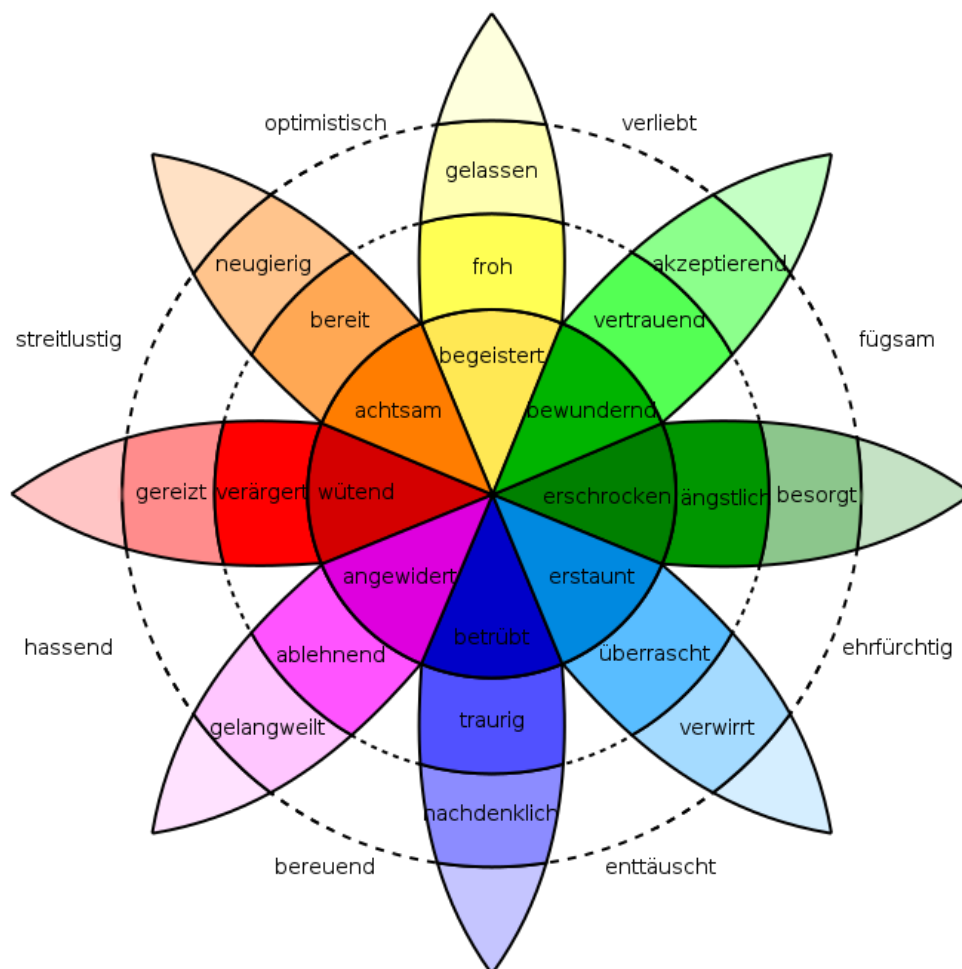 optimistisch
verliebt
gelassen
neugierig
akzeptierend
froh
bereit
vertrauend
streitlustig
fügsam
begeistert
achtsam
bewundernd
gereizt
verärgert
wütend
erschrocken
ängstlich
besorgt
angewidert
erstaunt
betrübt
hassend
ehrfürchtig
ablehnend
überrascht
gelangweilt
traurig
verwirrt
nachdenklich
bereuend
enttäuscht